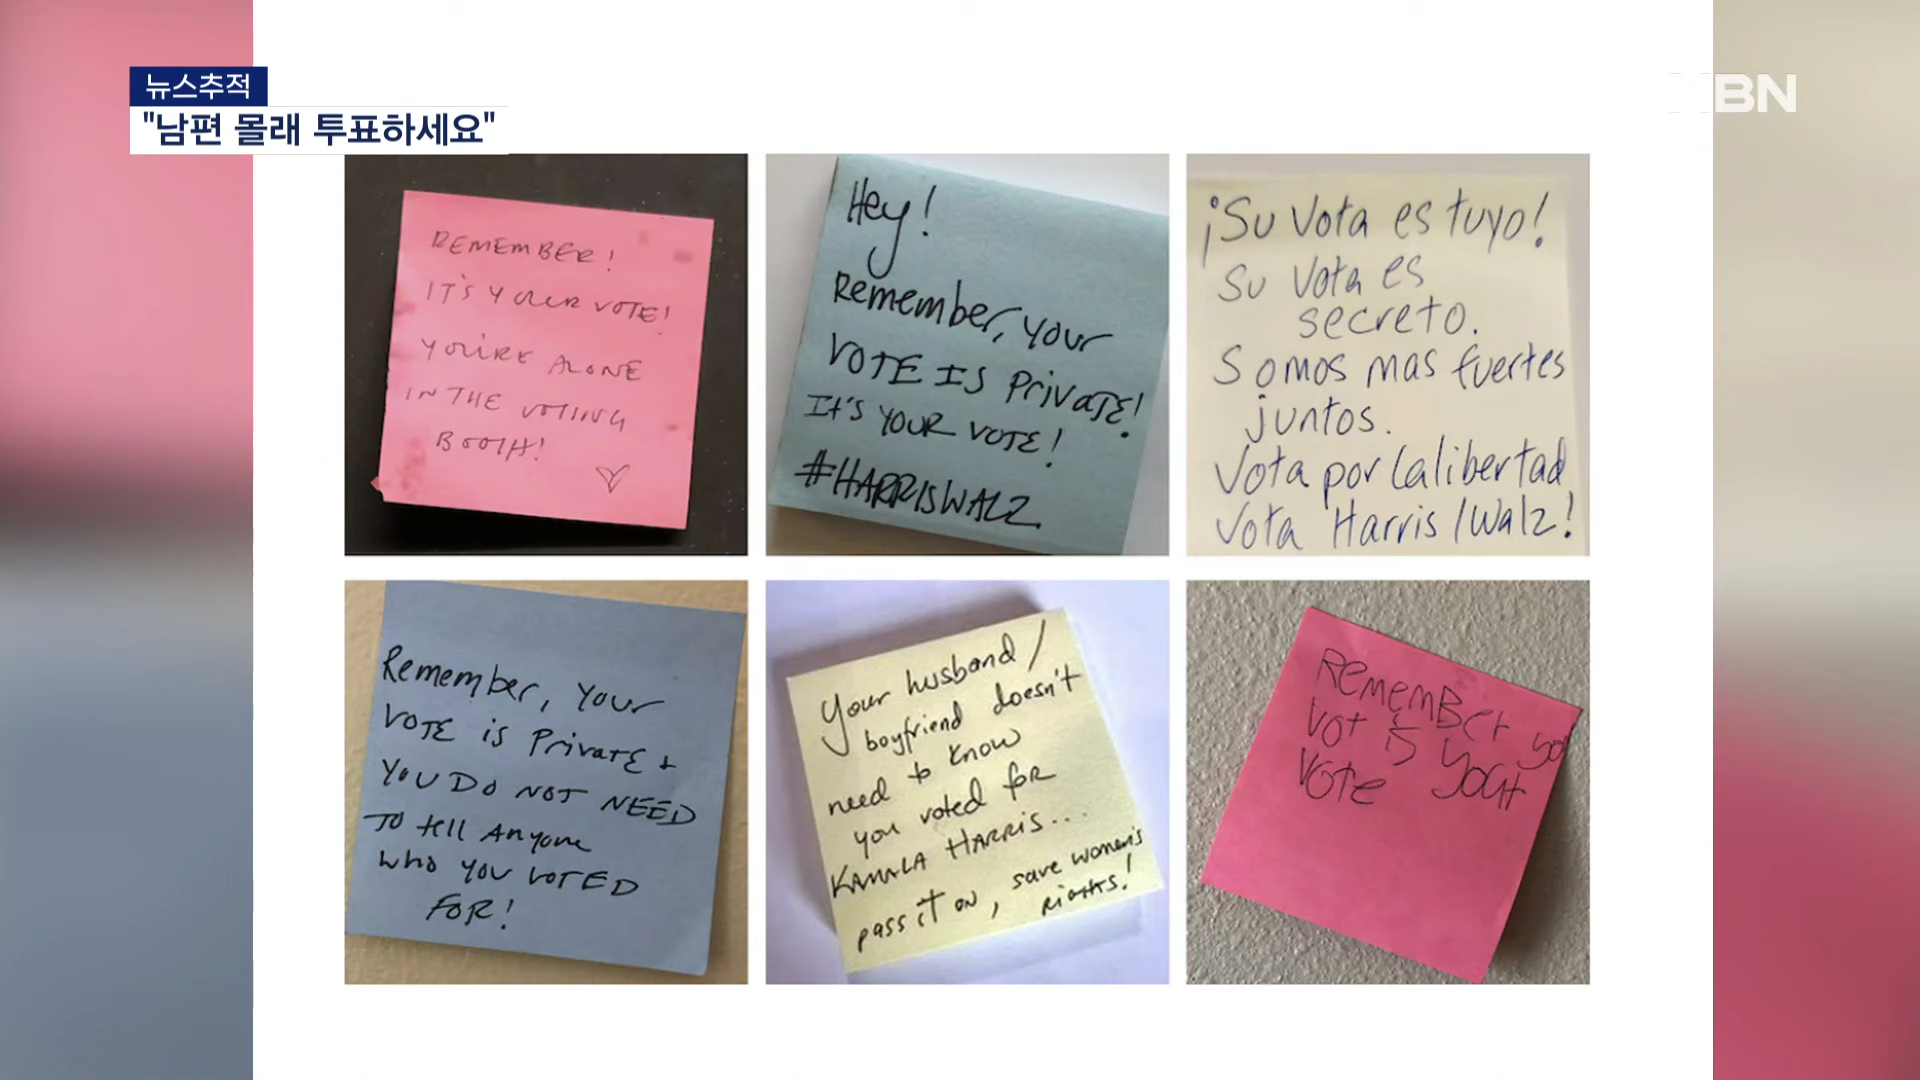 뉴스추적
"남편 몰래 투표하세요"
MBN
REMEMBER!
IT'S YOUR VOTE!
YOU'RE ALONE
IN THE VOTING
BOOTH!
Hey!
Remember, your
VOTE IS PrivaTE!
IT'S YOUR VOTE!
#HARRISWALZ
¡Su Vota es tuyo!
Su Vota es
secreto.
Somos mas fuertes
juntos.
Vota por la libertad
Vota Harris/Walz!
Remember, your
VOTE is PrivaTE +
YOU DO NOT NEED
TO tell Anyone
WHO YOU VOTED
FOR!
Your husband/
boyfriend doesn't
need to know
you voted for
KAMALA HARRIS...
pass it on, save women's
rights!
REMEMBEr yo
VOt IS YOUr
VOTe